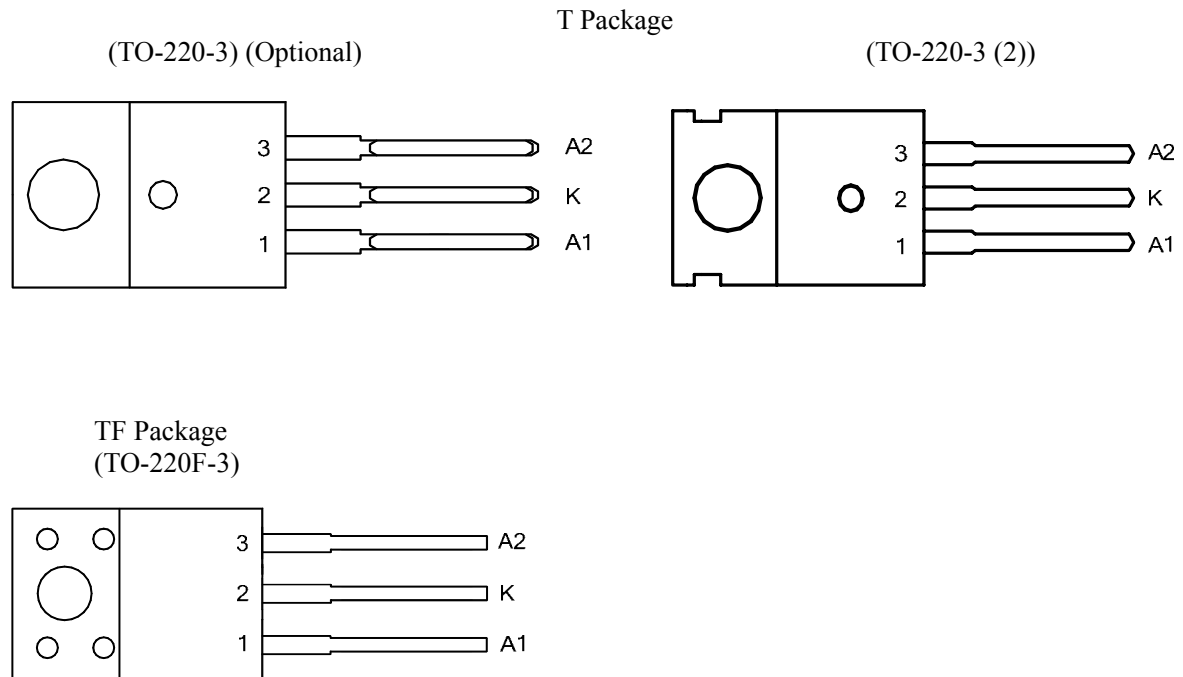 T Package
(TO-220-3) (Optional)
(TO-220-3 (2))
3 A2
2 K
1 A1
3 A2
2 K
1 A1
TF Package
(TO-220F-3)
3 A2
2 K
1 A1